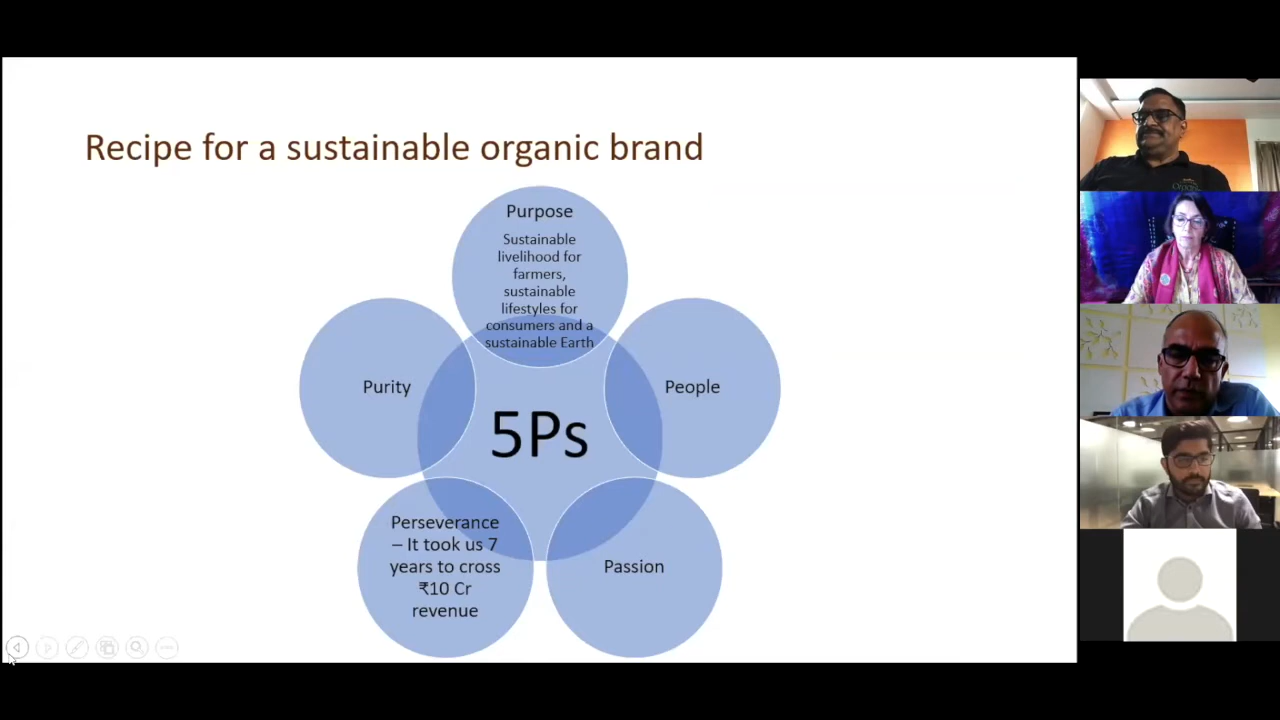 Recipe for a sustainable organic brand
Purpose
Sustainable
livelihood for
farmers,
sustainable
lifestyles for
consumers and a
sustainable Earth
Purity
People
5Ps
Perseverance
– It took us 7
years to cross
₹10 Cr
revenue
Passion